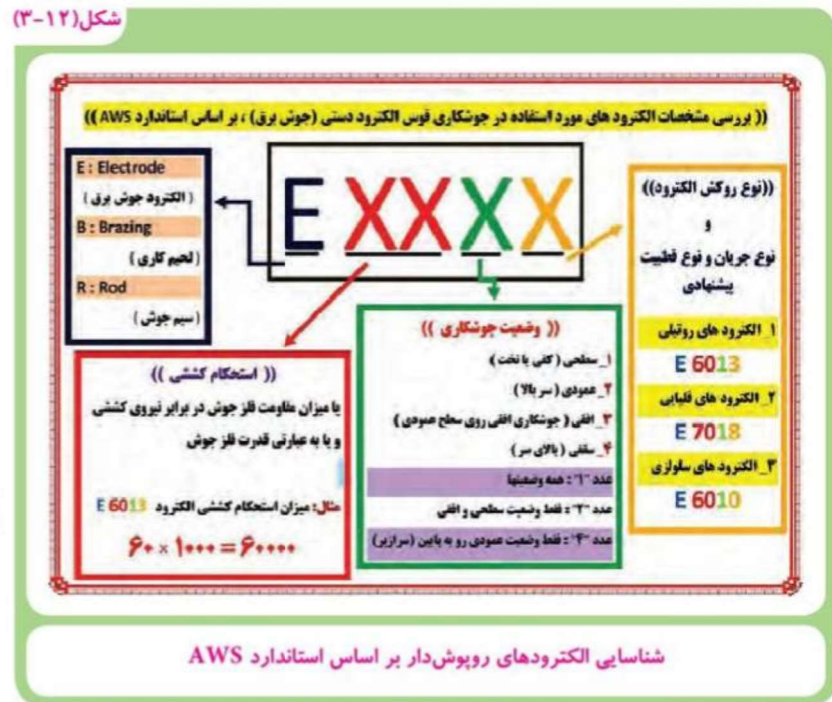 شکل(۱۲-۳)
(( بررسی مشخصات الکترود های مورد استفاده در جوشکاری قوس الکترود دستی (جوش برق) ، بر اساس استاندارد AWS ))
E XXXX
E : Electrode
( الکترود جوش برق )
B : Brazing
( لحیم کاری )
R : Rod
( سیم جوش )
((نوع روکش الکترود))
و
نوع جریان و نوع قطبیت
پیشنهادی
۱_ الکترود های روتیلی
E 6013
۲_ الکترود های قلیایی
E 7018
۳_ الکترود های سلولزی
E 6010
(( وضعیت جوشکاری ))
۱_ سطحی ( کفی یا تخت )
۲_ عمودی ( سر بالا )
۳_ افقی ( جوشکاری افقی روی سطح عمودی )
۴_ سقفی ( بالای سر )
عدد "۱" : همه وضعیتها
عدد "۲" : فقط وضعیت سطحی و افقی
عدد "۴" : فقط وضعیت عمودی رو به پایین (سرازیر)
(( استحکام کششی ))
یا میزان مقاومت فلز جوش در برابر نیروی کششی
و یا به عبارتی قدرت فلز جوش
مثال: میزان استحکام کششی الکترود E 6013
۶۰ × ۱۰۰۰ = ۶۰۰۰۰
شناسایی الکترودهای روپوش‌دار بر اساس استاندارد AWS